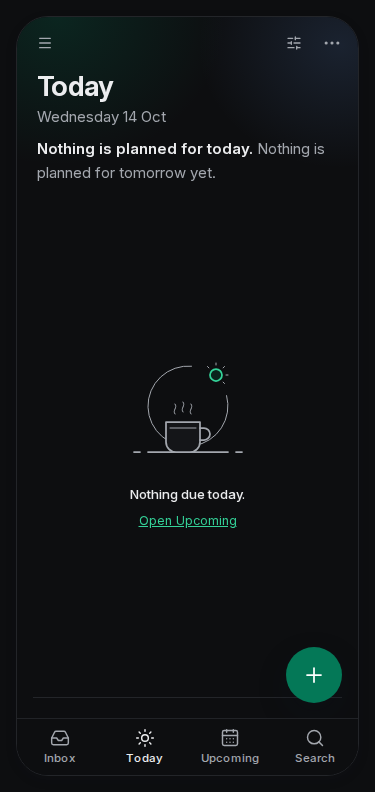 Today
Wednesday 14 Oct
Nothing is planned for today. Nothing is
planned for tomorrow yet.
Nothing due today.
Open Upcoming
Inbox
Today
Upcoming
Search